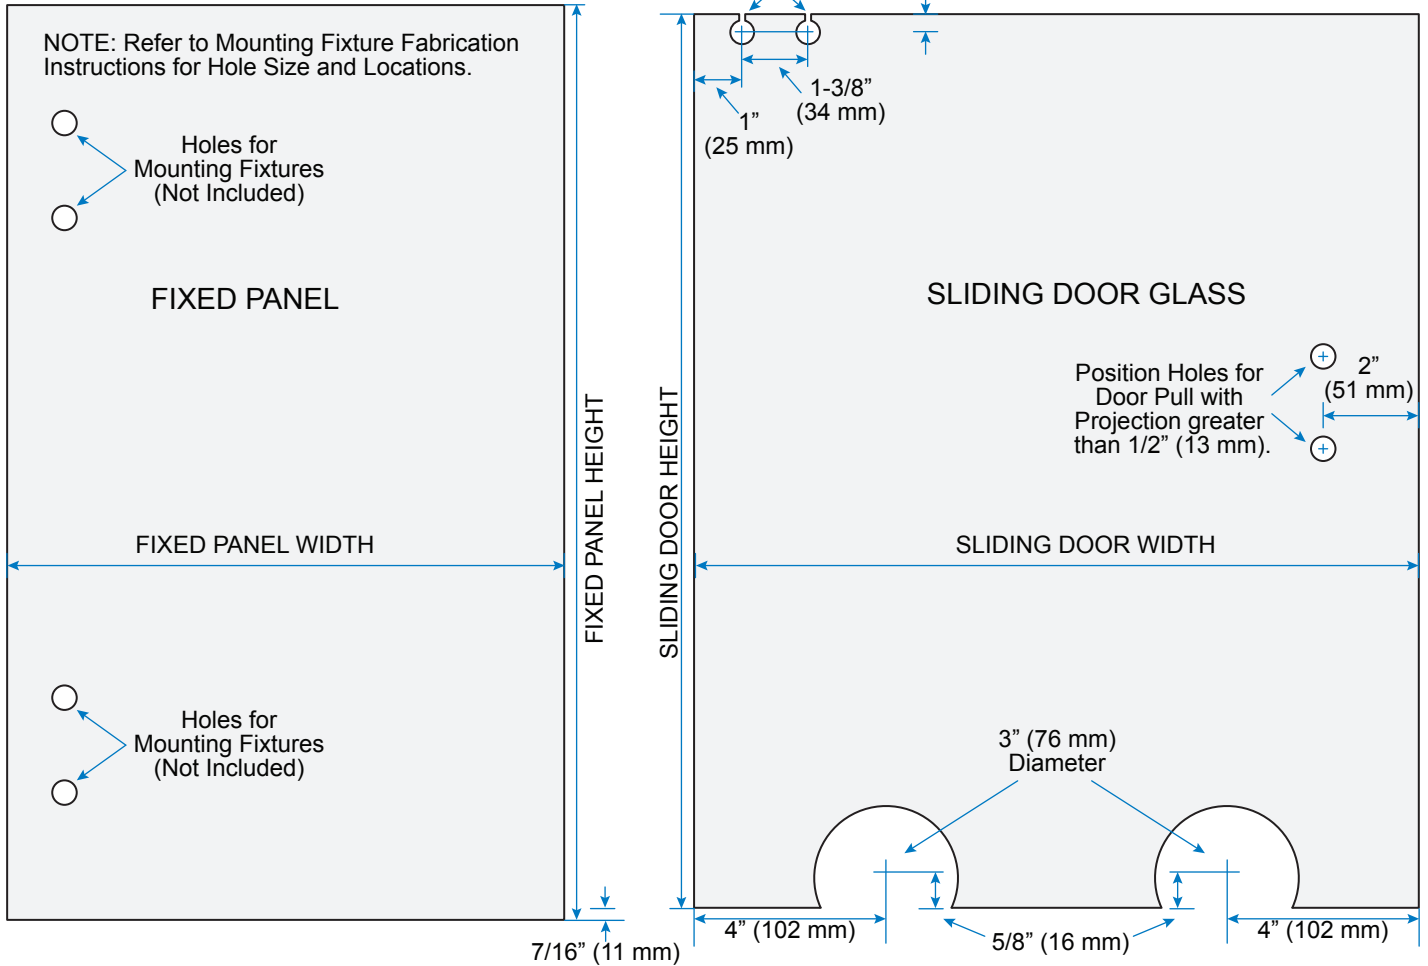 NOTE: Refer to Mounting Fixture Fabrication
Instructions for Hole Size and Locations.
Holes for
Mounting Fixtures
(Not Included)
FIXED PANEL
FIXED PANEL WIDTH
Holes for
Mounting Fixtures
(Not Included)
FIXED PANEL HEIGHT
7/16” (11 mm)
SLIDING DOOR HEIGHT
1-3/8”
(34 mm)
1”
(25 mm)
SLIDING DOOR GLASS
Position Holes for
Door Pull with
Projection greater
than 1/2” (13 mm).
2”
(51 mm)
SLIDING DOOR WIDTH
3” (76 mm)
Diameter
4” (102 mm)
5/8” (16 mm)
4” (102 mm)